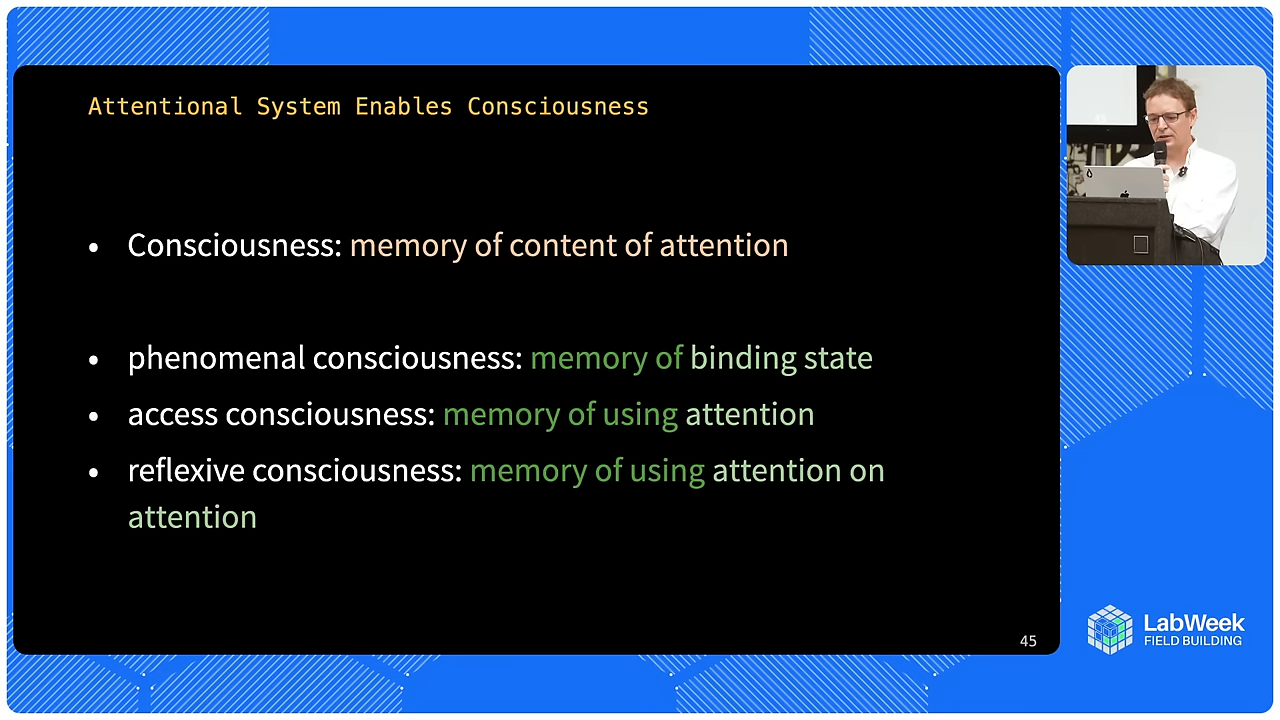 Attentional System Enables Consciousness
• Consciousness: memory of content of attention
• phenomenal consciousness: memory of binding state
• access consciousness: memory of using attention
• reflexive consciousness: memory of using attention on
attention
45
LabWeek
FIELD BUILDING